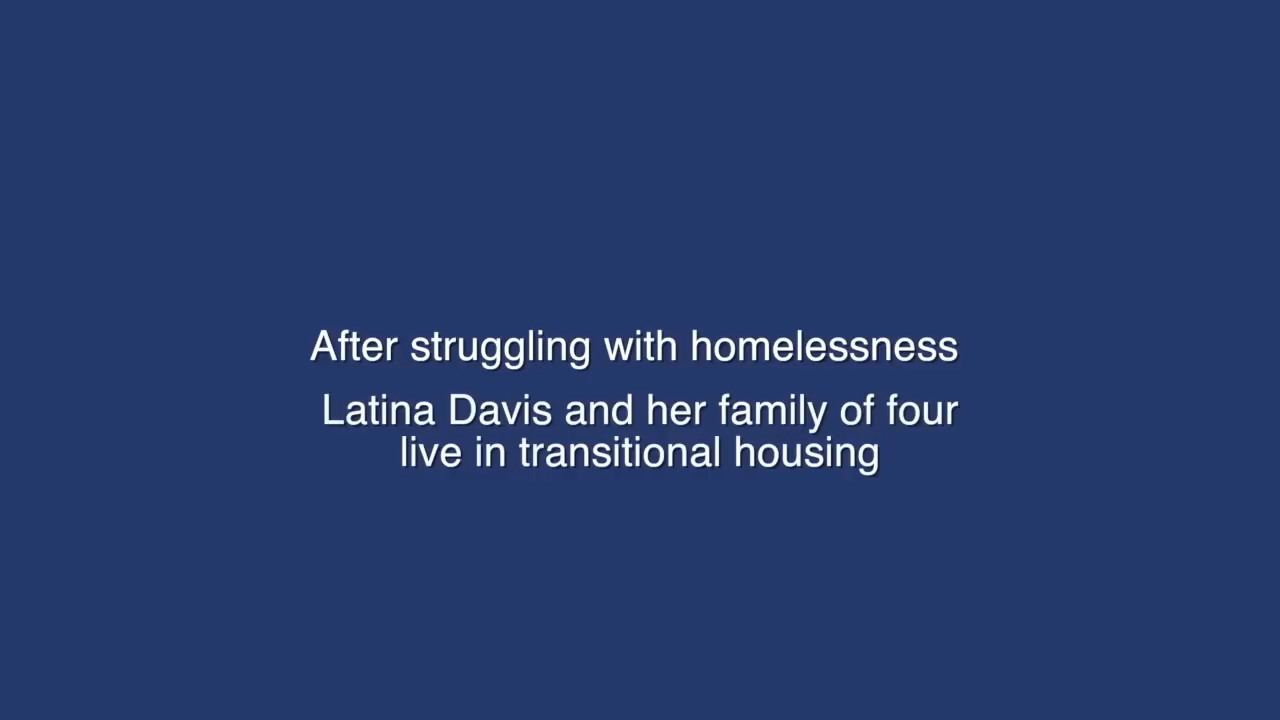 After struggling with homelessness
Latina Davis and her family of four
live in transitional housing